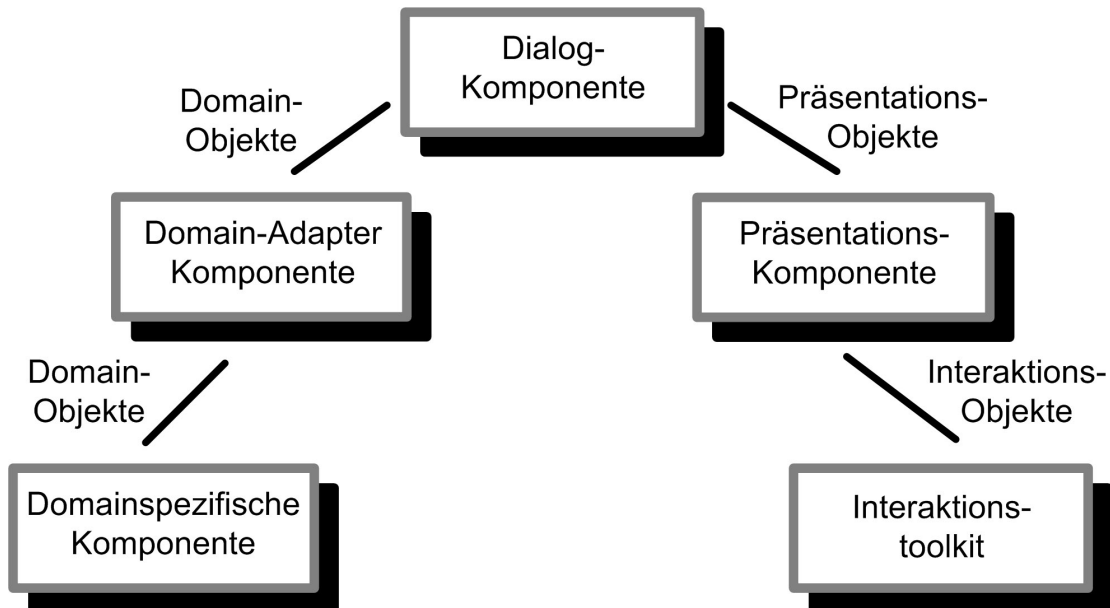 Dialog-
Komponente
Domain-
Objekte
Präsentations-
Objekte
Domain-Adapter
Komponente
Präsentations-
Komponente
Domain-
Objekte
Interaktions-
Objekte
Domainspezifische
Komponente
Interaktions-
toolkit